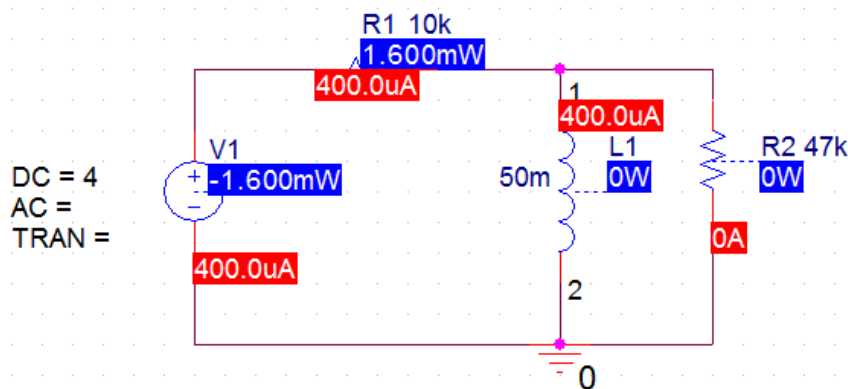 R1 10k
1.600mW
400.0uA
1
400.0uA
V1
-1.600mW
L1
0W
50m
R2 47k
0W
DC = 4
AC =
TRAN =
0A
400.0uA
2
0